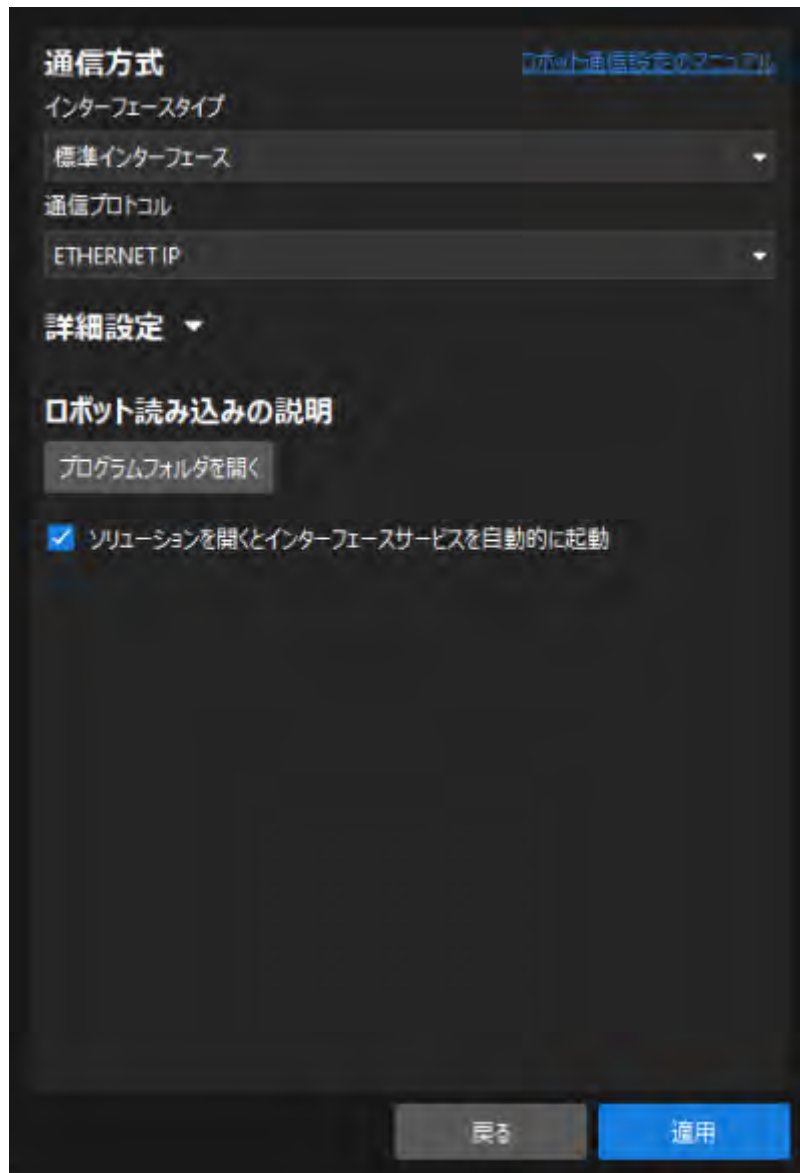 通信方式
ロボット通信設定のマニュアル
インターフェースタイプ
標準インターフェース
通信プロトコル
ETHERNET IP
詳細設定
ロボット読み込みの説明
プログラムフォルダを開く
ソリューションを開くとインターフェースサービスを自動的に起動
戻る
適用